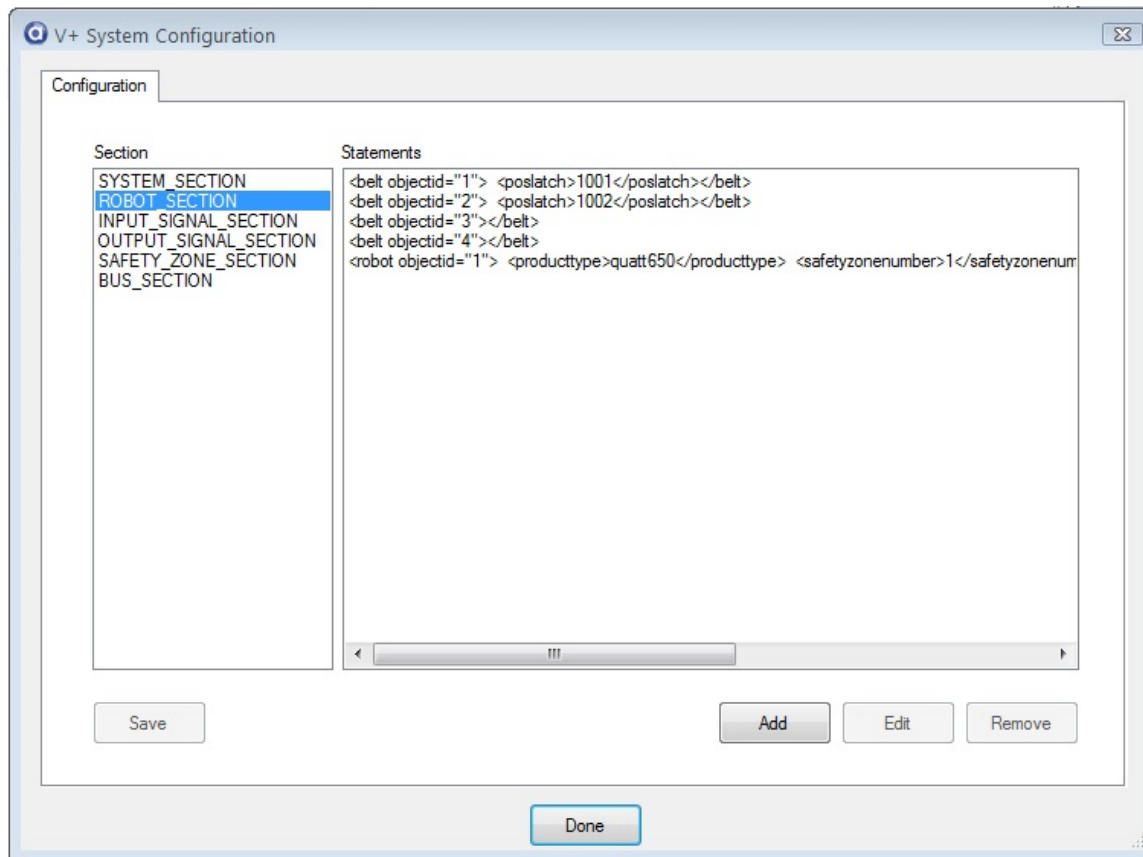 V+ System Configuration
Configuration
Section
Statements
SYSTEM_SECTION
ROBOT_SECTION
INPUT_SIGNAL_SECTION
OUTPUT_SIGNAL_SECTION
SAFETY_ZONE_SECTION
BUS_SECTION
<belt objectid="1"> <poslatch>1001</poslatch></belt>
<belt objectid="2"> <poslatch>1002</poslatch></belt>
<belt objectid="3"></belt>
<belt objectid="4"></belt>
<robot objectid="1"> <producttype>quatt650</producttype> <safetyzonenumber>1</safetyzonenum
Save
Add
Edit
Remove
Done